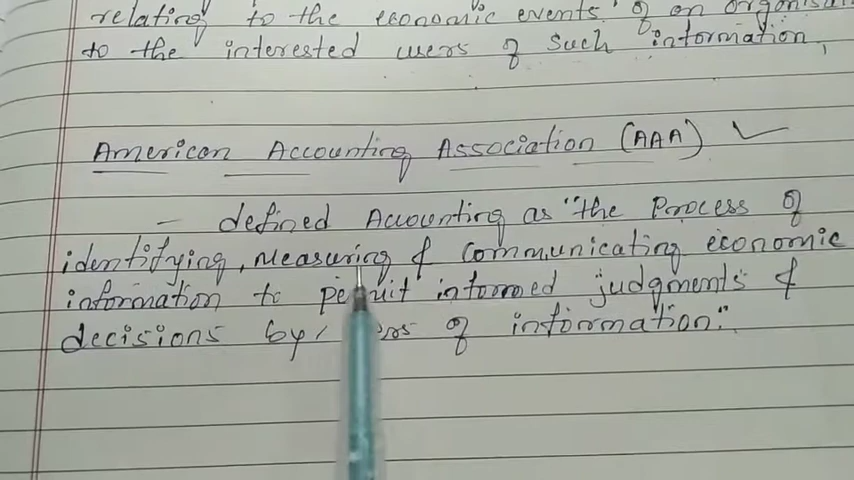 relating to the economic events of an
to the interested users of such information,
American Accounting Association (AAA)
- defined Accounting as "the Process of
identifying, measuring & communicating economic
information to permit informed judgments &
decisions by of information."